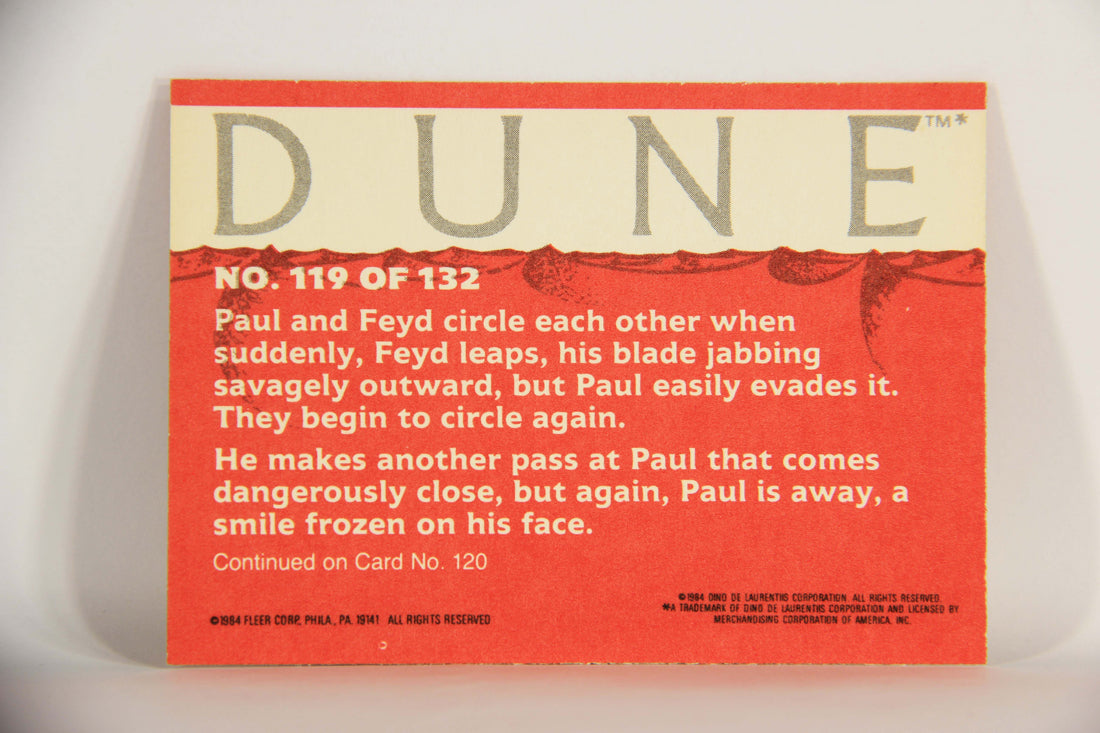 DUNE™*
NO. 119 OF 132
Paul and Feyd circle each other when
suddenly, Feyd leaps, his blade jabbing
savagely outward, but Paul easily evades it.
They begin to circle again.
He makes another pass at Paul that comes
dangerously close, but again, Paul is away, a
smile frozen on his face.
Continued on Card No. 120
©1984 FLEER CORP. PHILA., PA. 19141 ALL RIGHTS RESERVED
©1984 DINO DE LAURENTIIS CORPORATION. ALL RIGHTS RESERVED.
*A TRADEMARK OF DINO DE LAURENTIIS CORPORATION AND LICENSED BY
MERCHANDISING CORPORATION OF AMERICA, INC.